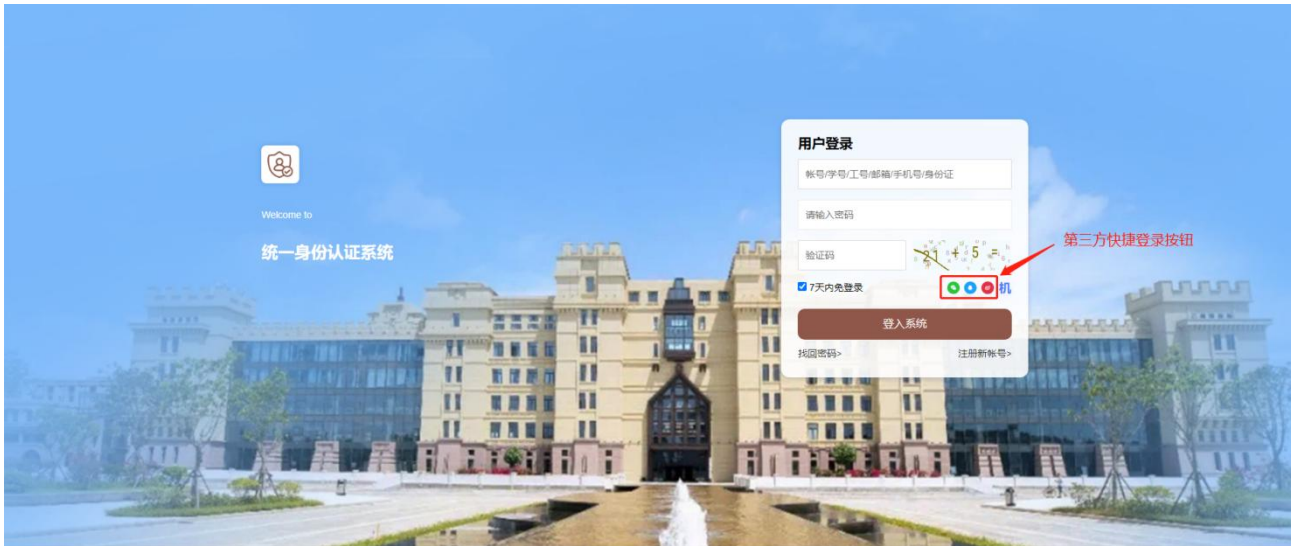 Welcome to
统一身份认证系统
用户登录
帐号/学号/工号/邮箱/手机号/身份证
请输入密码
验证码
21 + 5 =
7天内免登录
机
登入系统
找回密码>
注册新帐号>
第三方快捷登录按钮